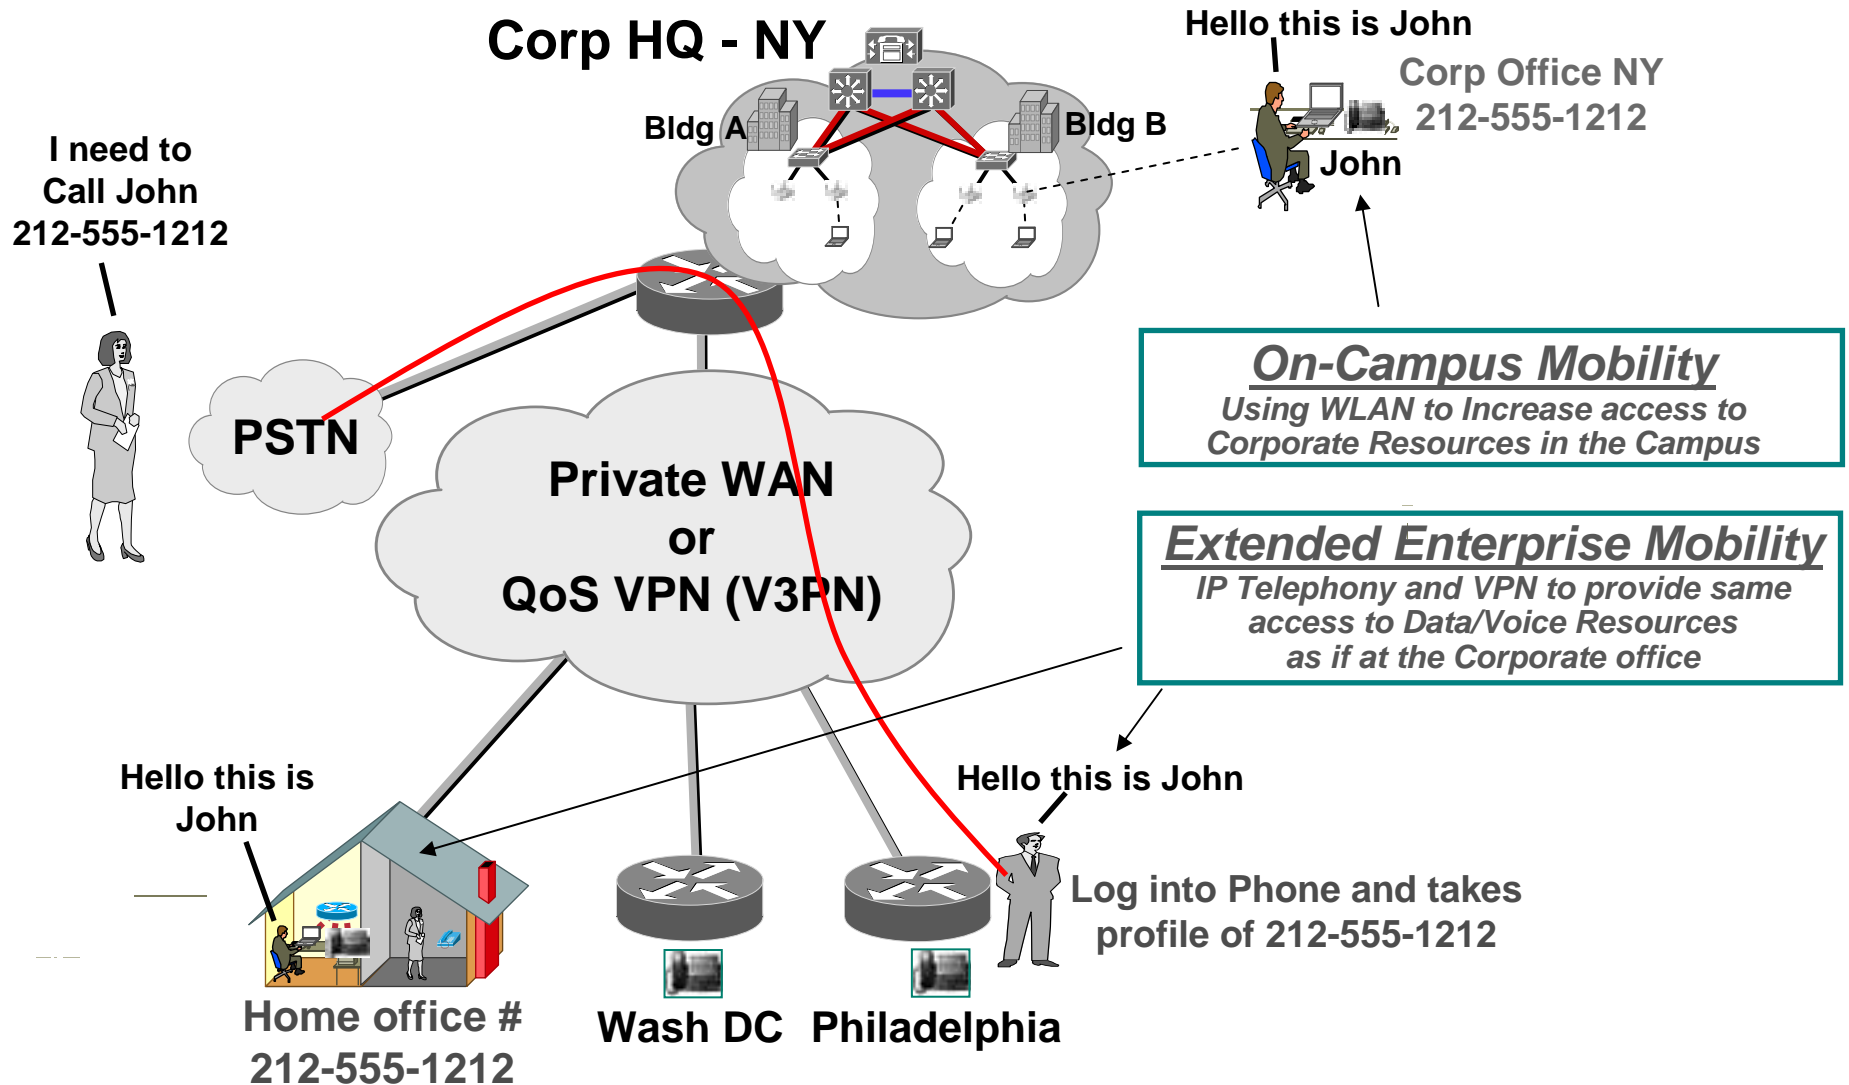 Corp HQ - NY
Hello this is John
Corp Office NY
212-555-1212
John
Bldg A
Bldg B
I need to
Call John
212-555-1212
PSTN
On-Campus Mobility
Using WLAN to Increase access to
Corporate Resources in the Campus
Private WAN
or
QoS VPN (V3PN)
Extended Enterprise Mobility
IP Telephony and VPN to provide same
access to Data/Voice Resources
as if at the Corporate office
Hello this is
John
Hello this is John
Log into Phone and takes
profile of 212-555-1212
Home office #
212-555-1212
Wash DC
Philadelphia